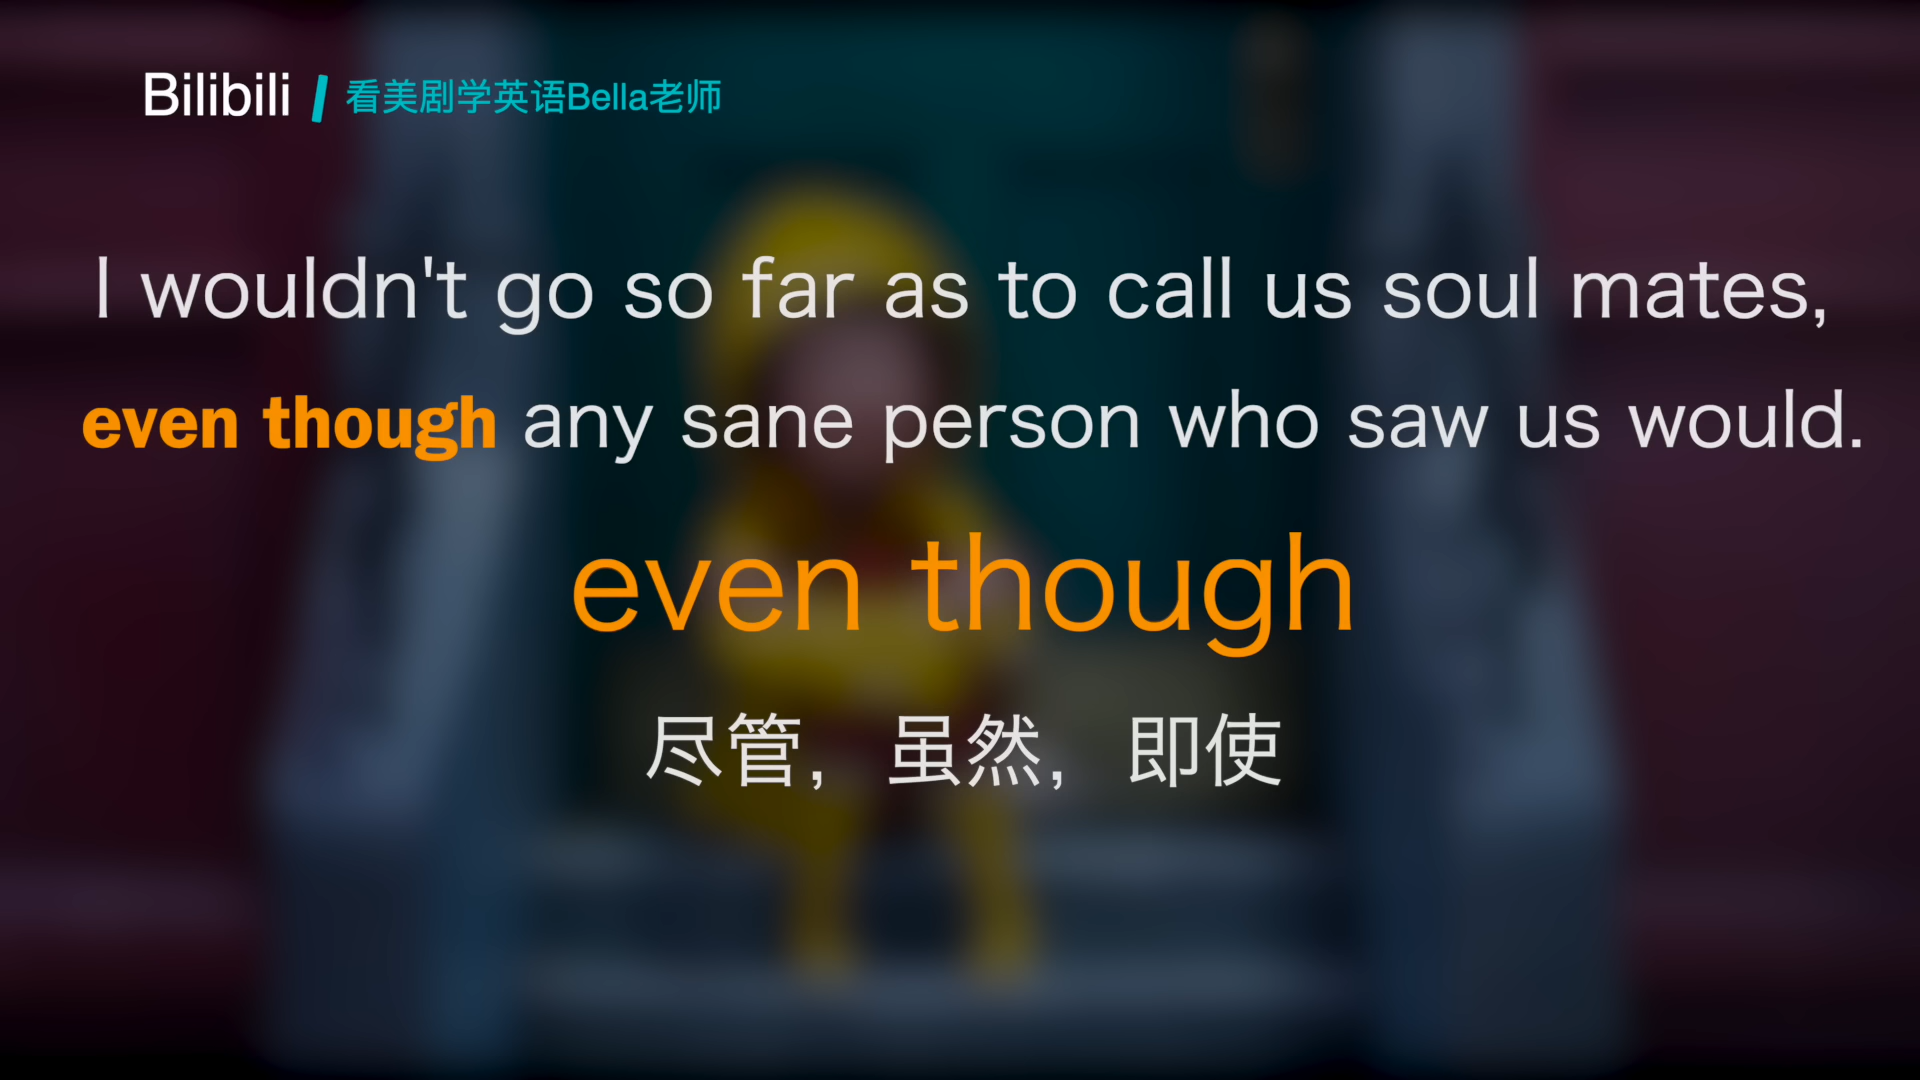 Bilibili / 看美剧学英语Bella老师
I wouldn't go so far as to call us soul mates,
even though any sane person who saw us would.
even though
尽管，虽然，即使